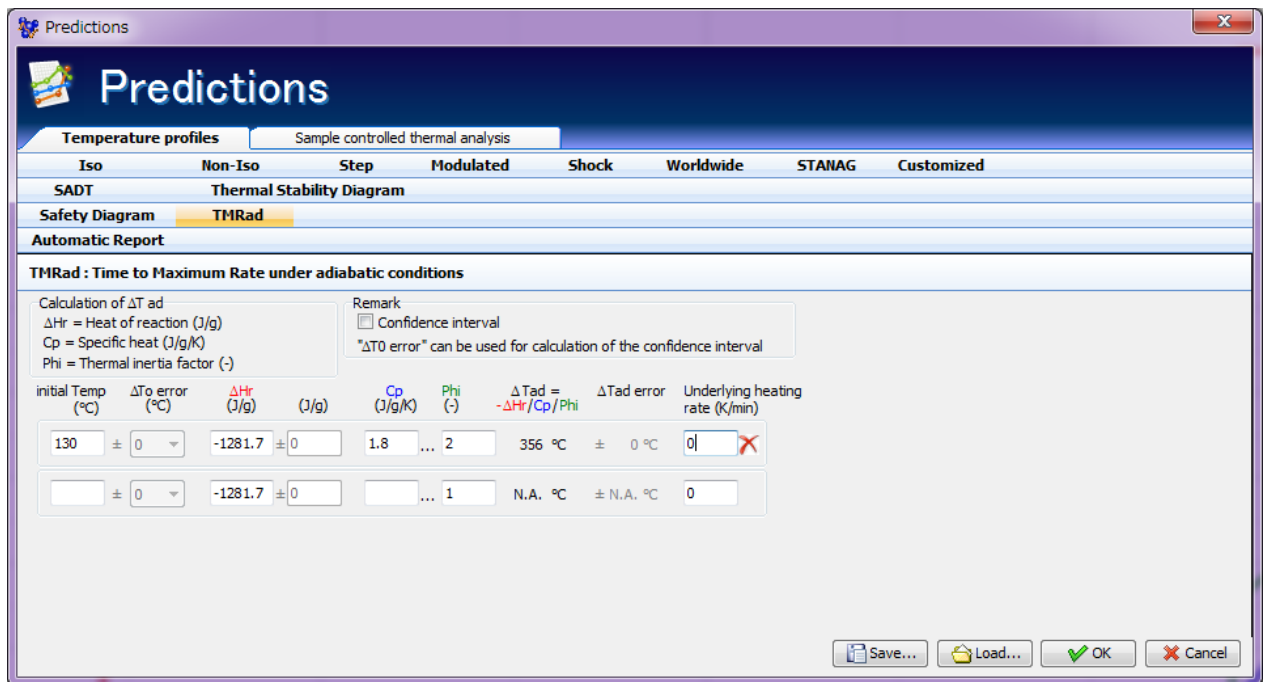 Predictions
Predictions
Temperature profiles Sample controlled thermal analysis
Iso Non-Iso Step Modulated Shock Worldwide STANAG Customized
SADT Thermal Stability Diagram
Safety Diagram TMRad
Automatic Report
TMRad : Time to Maximum Rate under adiabatic conditions
Calculation of ΔT ad
ΔHr = Heat of reaction (J/g)
Cp = Specific heat (J/g/K)
Phi = Thermal inertia factor (-)
Remark
Confidence interval
"ΔT0 error" can be used for calculation of the confidence interval
initial Temp ΔTo error ΔHr Cp Phi ΔTad = ΔTad error Underlying heating
(°C) (°C) (J/g) (J/g) (J/g/K) (-) -ΔHr/Cp/Phi rate (K/min)
130 ± 0 -1281.7 ± 0 1.8 ... 2 356 °C ± 0 °C 0
± 0 -1281.7 ± 0 ... 1 N.A. °C ± N.A. °C 0
Save... Load... OK Cancel